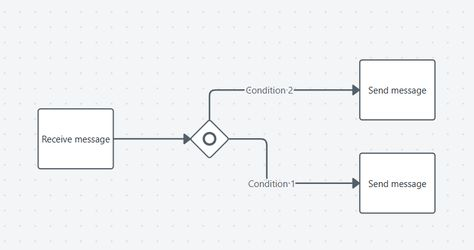 Condition 2
Send message
Receive message
Condition 1
Send message